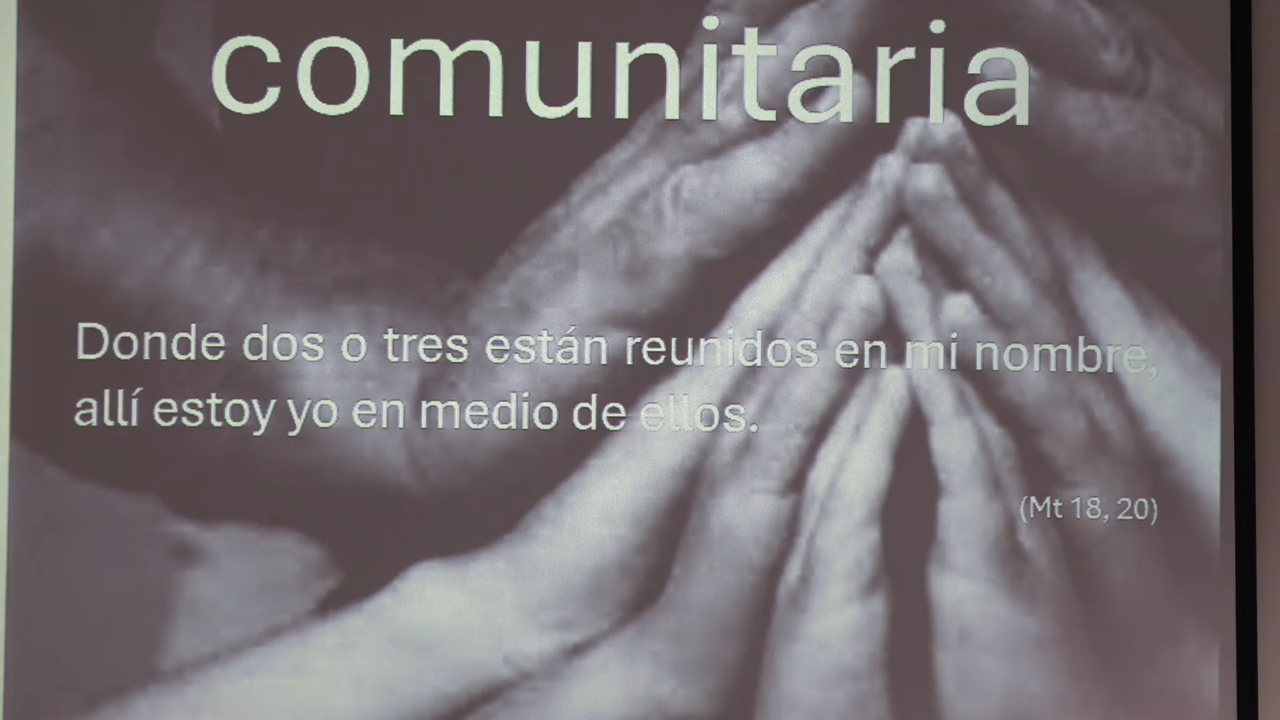 comunitaria
Donde dos o tres están reunidos en mi nombre,
allí estoy yo en medio de ellos.
(Mt 18, 20)